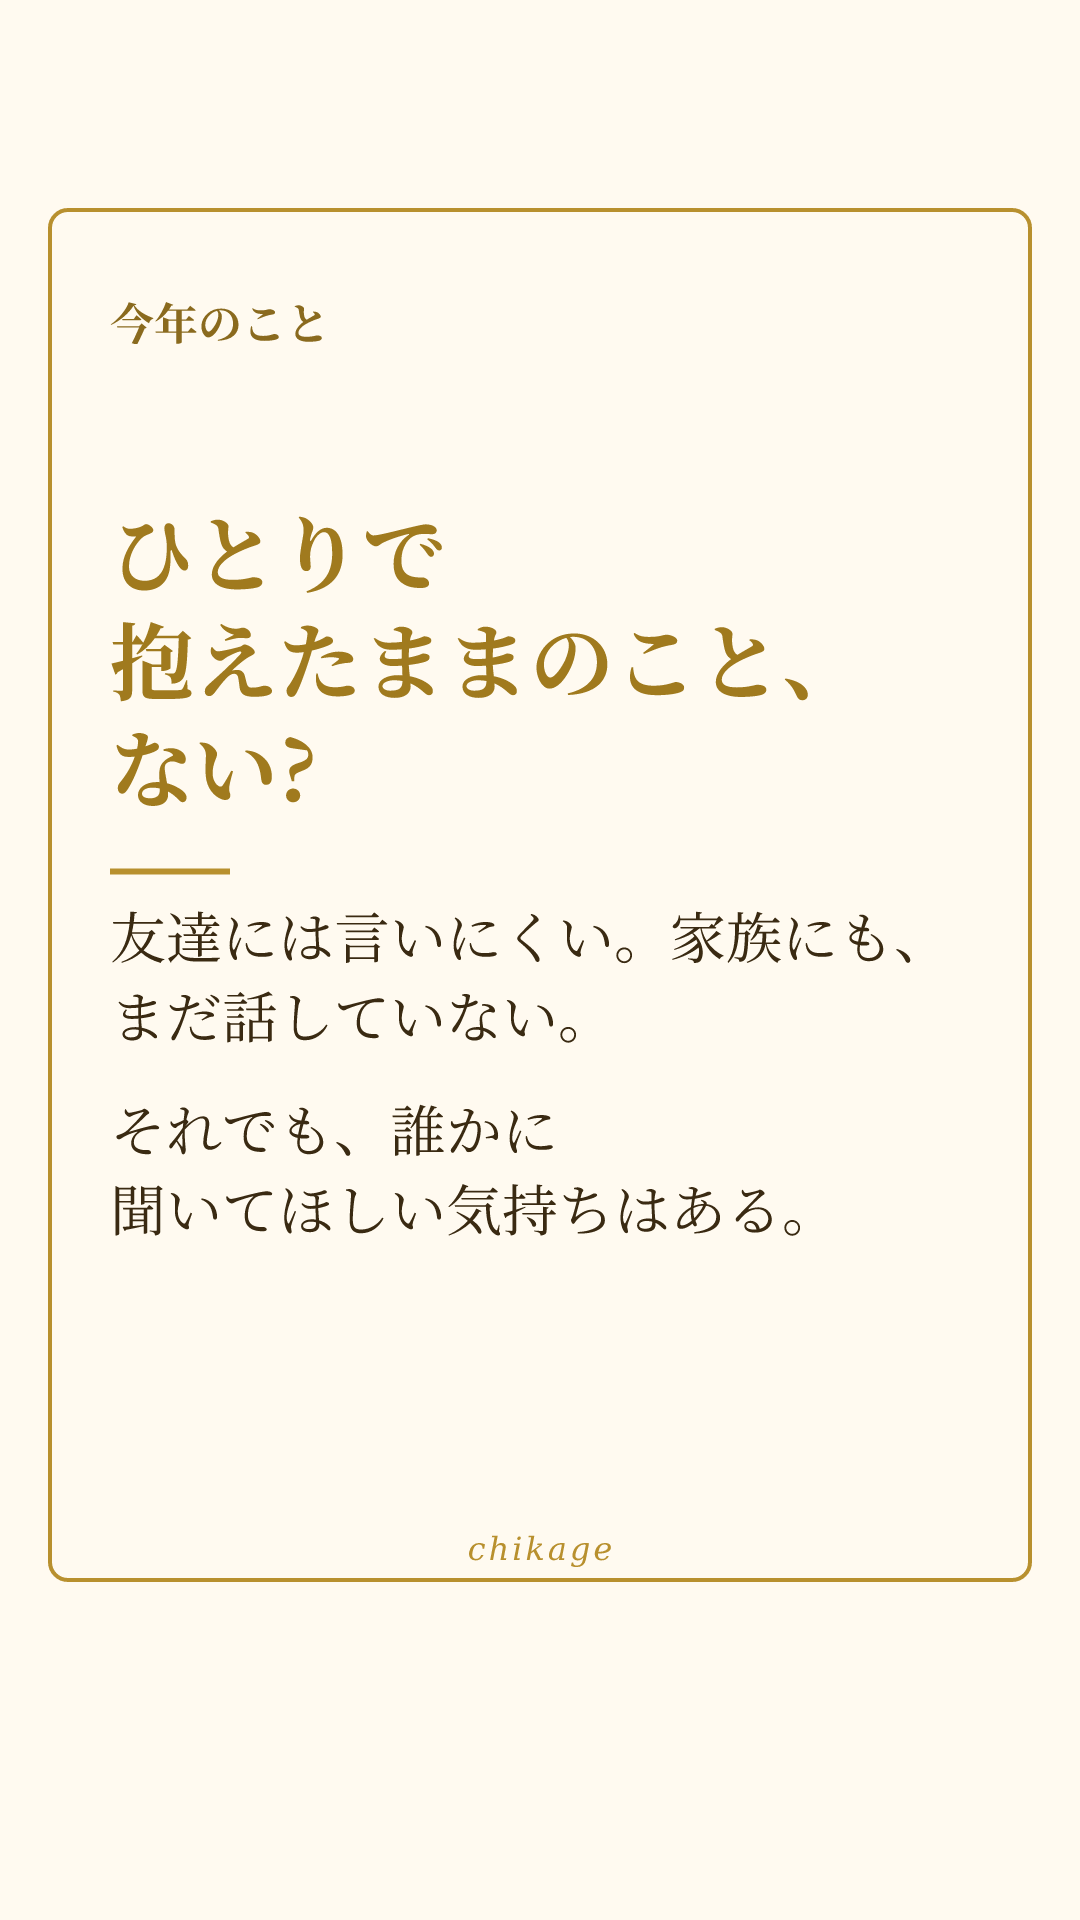 今年のこと
ひとりで
抱えたままのこと、
ない?
友達には言いにくい。家族にも、
まだ話していない。
それでも、誰かに
聞いてほしい気持ちはある。
chikage